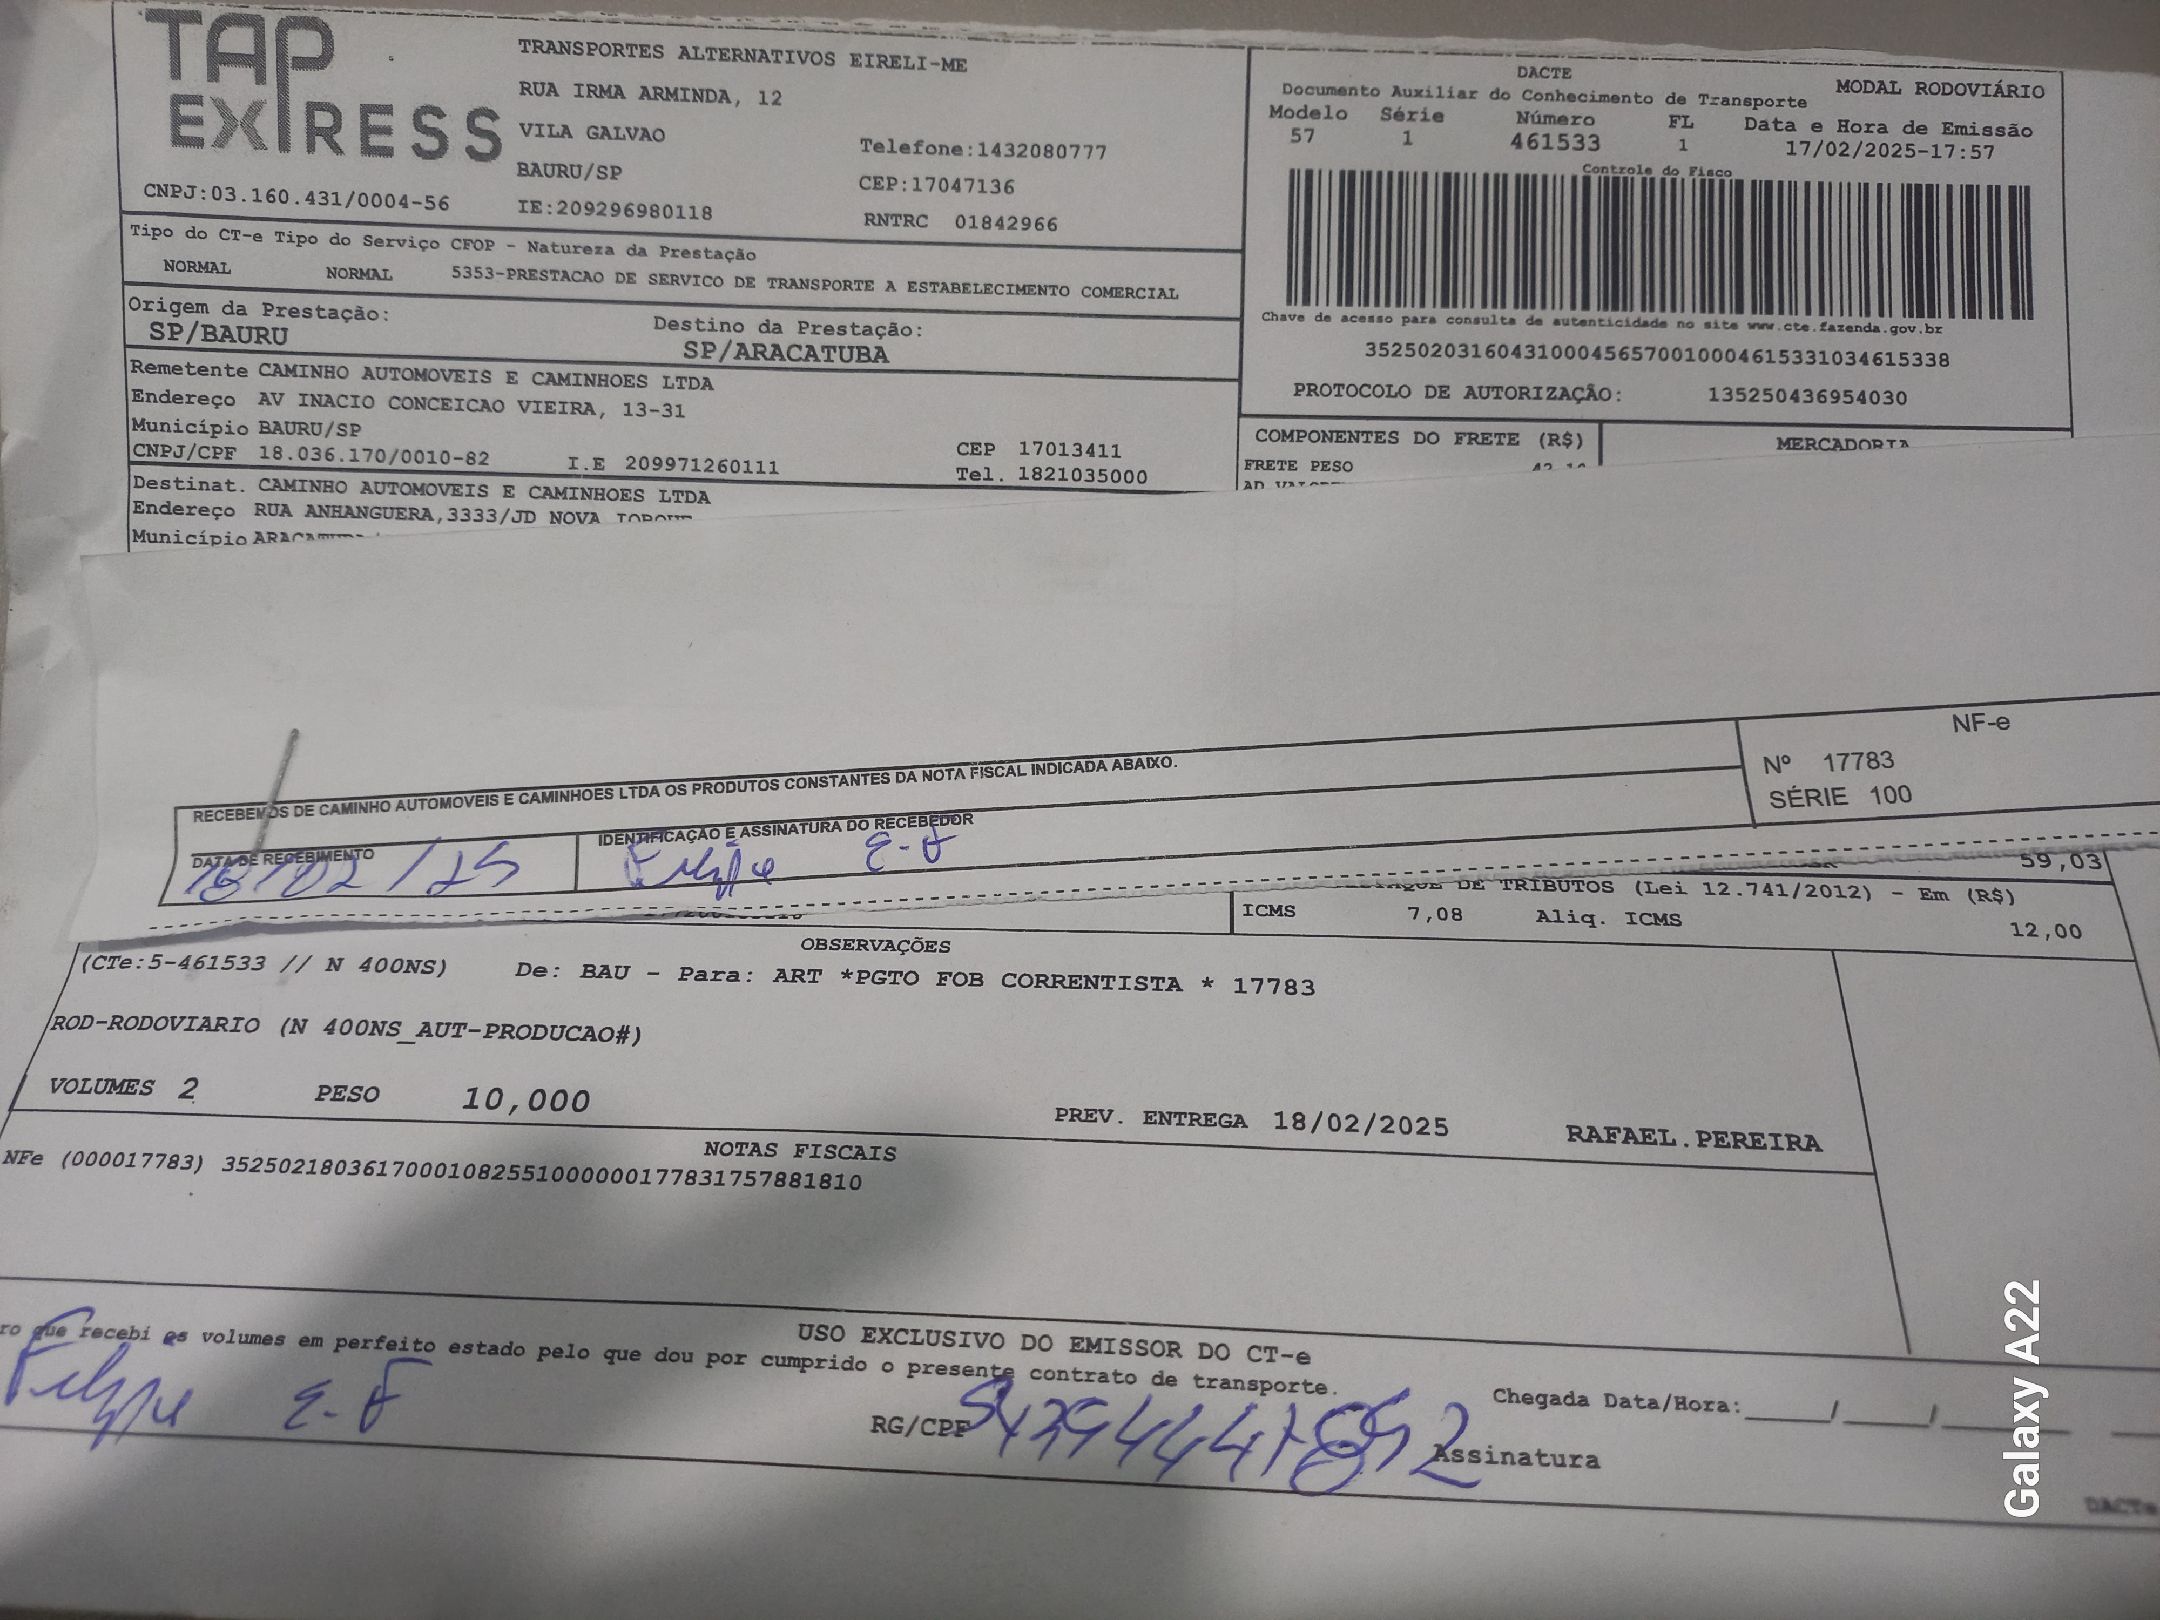 TAP EXPRESS
TRANSPORTES ALTERNATIVOS EIRELI-ME
RUA IRMA ARMINDA, 12
VILA GALVAO
Telefone:1432080777
BAURU/SP
CEP:17047136
CNPJ:03.160.431/0004-56
IE:209296980118
RNTRC 01842966
DACTE
MODAL RODOVIÁRIO
Documento Auxiliar do Conhecimento de Transporte
Modelo Série Número FL Data e Hora de Emissão
57 1 461533 1 17/02/2025-17:57
Controle do Fisco
Chave de acesso para consulta de autenticidade no site www.cte.fazenda.gov.br
35250203160431000456570010004615331034615338
PROTOCOLO DE AUTORIZAÇÃO: 135250436954030
Tipo do CT-e Tipo do Serviço CFOP - Natureza da Prestação
NORMAL NORMAL 5353-PRESTACAO DE SERVICO DE TRANSPORTE A ESTABELECIMENTO COMERCIAL
Origem da Prestação: Destino da Prestação:
SP/BAURU SP/ARACATUBA
Remetente CAMINHO AUTOMOVEIS E CAMINHOES LTDA
Endereço AV INACIO CONCEICAO VIEIRA, 13-31
Município BAURU/SP CEP 17013411
CNPJ/CPF 18.036.170/0010-82 I.E 209971260111 Tel. 1821035000
Destinat. CAMINHO AUTOMOVEIS E CAMINHOES LTDA
Endereço RUA ANHANGUERA,3333/JD NOVA
Município
COMPONENTES DO FRETE (R$) MERCADORIA
FRETE PESO
RECEBEMOS DE CAMINHO AUTOMOVEIS E CAMINHOES LTDA OS PRODUTOS CONSTANTES DA NOTA FISCAL INDICADA ABAIXO.
NF-e
Nº 17783
SÉRIE 100
DATA DE RECEBIMENTO IDENTIFICAÇÃO E ASSINATURA DO RECEBEDOR
18/02/25 Felipe E.F
59,03
DE TRIBUTOS (Lei 12.741/2012) - Em (R$)
ICMS 7,08 Aliq. ICMS 12,00
OBSERVAÇÕES
(CTe:5-461533 // N 400NS) De: BAU - Para: ART *PGTO FOB CORRENTISTA * 17783
ROD-RODOVIARIO (N 400NS_AUT-PRODUCAO#)
VOLUMES 2 PESO 10,000 PREV. ENTREGA 18/02/2025 RAFAEL.PEREIRA
NOTAS FISCAIS
NFe (000017783) 35250218036170001082551000000177831757881810
USO EXCLUSIVO DO EMISSOR DO CT-e
que recebi os volumes em perfeito estado pelo que dou por cumprido o presente contrato de transporte.
Felipe E.F
RG/CPF
Chegada Data/Hora:____/____/____
Assinatura
Galaxy A22